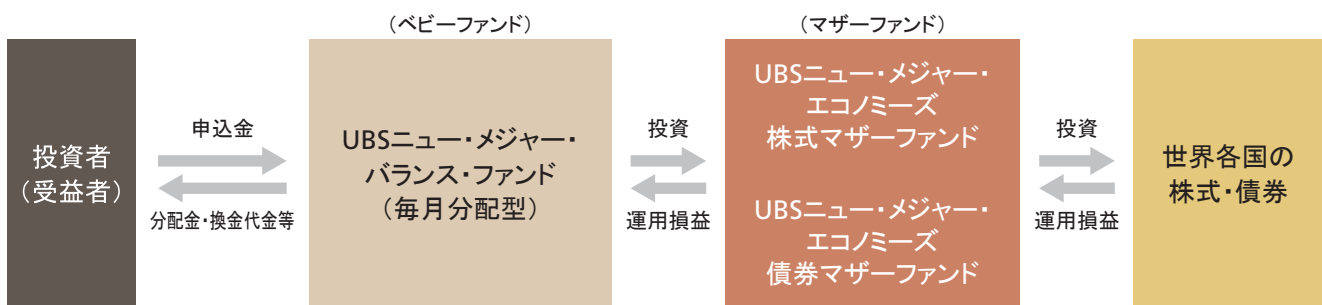 （ベビーファンド）
（マザーファンド）
投資者
（受益者）
申込金
分配金・換金代金等
UBSニュー・メジャー・
バランス・ファンド
（毎月分配型）
投資
運用損益
UBSニュー・メジャー・
エコノミーズ
株式マザーファンド
UBSニュー・メジャー・
エコノミーズ
債券マザーファンド
投資
運用損益
世界各国の
株式・債券